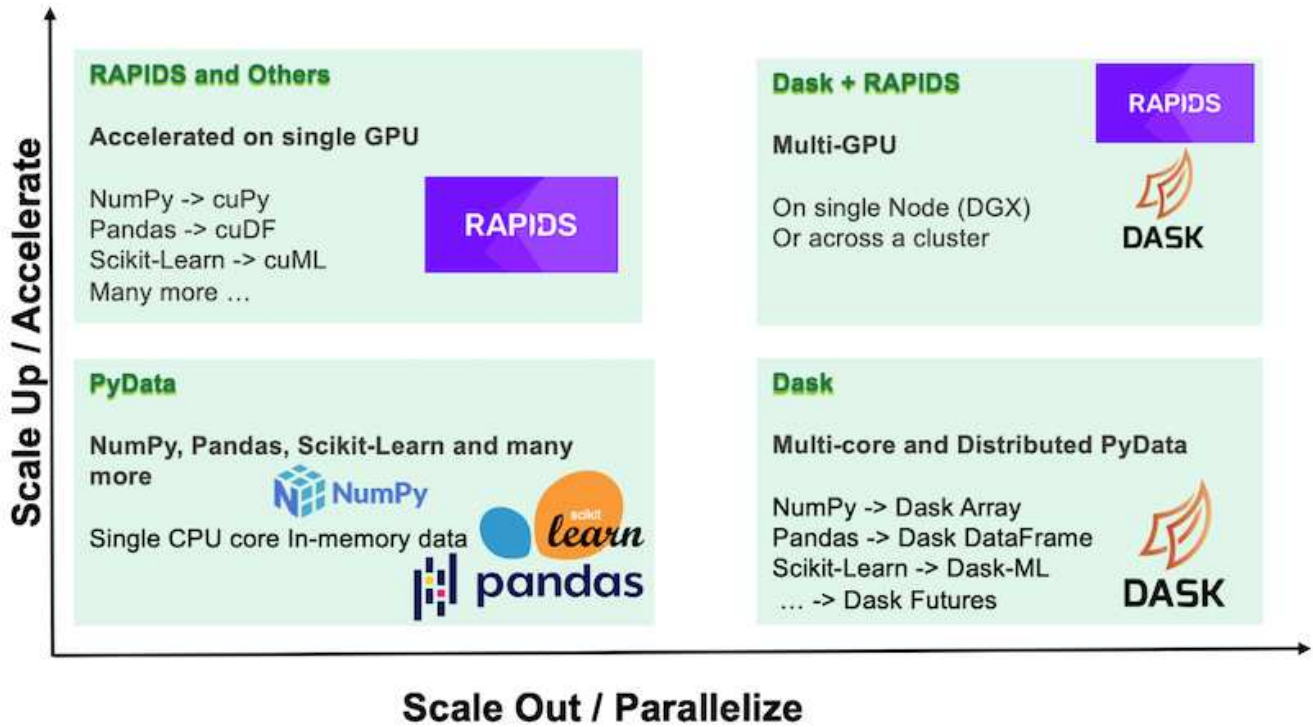 Scale Up / Accelerate
RAPIDS and Others
Accelerated on single GPU
NumPy -> cuPy
Pandas -> cuDF
Scikit-Learn -> cuML
Many more ...
RAPIDS
Dask + RAPIDS
Multi-GPU
On single Node (DGX)
Or across a cluster
RAPIDS
DASK
PyData
NumPy, Pandas, Scikit-Learn and many
more
NumPy
Single CPU core In-memory data
scikit
learn
pandas
Dask
Multi-core and Distributed PyData
NumPy -> Dask Array
Pandas -> Dask DataFrame
Scikit-Learn -> Dask-ML
... -> Dask Futures
DASK
Scale Out / Parallelize